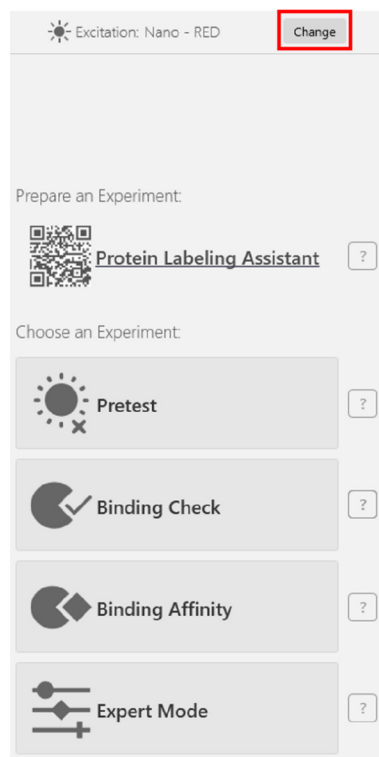 Excitation: Nano - RED Change
Prepare an Experiment:
Protein Labeling Assistant ?
Choose an Experiment:
Pretest ?
Binding Check ?
Binding Affinity ?
Expert Mode ?